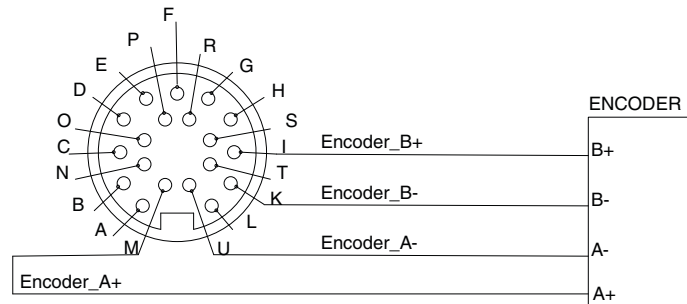 F
P
R
E
G
D
H
ENCODER
O
S
C
I
Encoder_B+
B+
N
T
B
K
Encoder_B-
B-
A
L
M
U
Encoder_A-
A-
Encoder_A+
A+